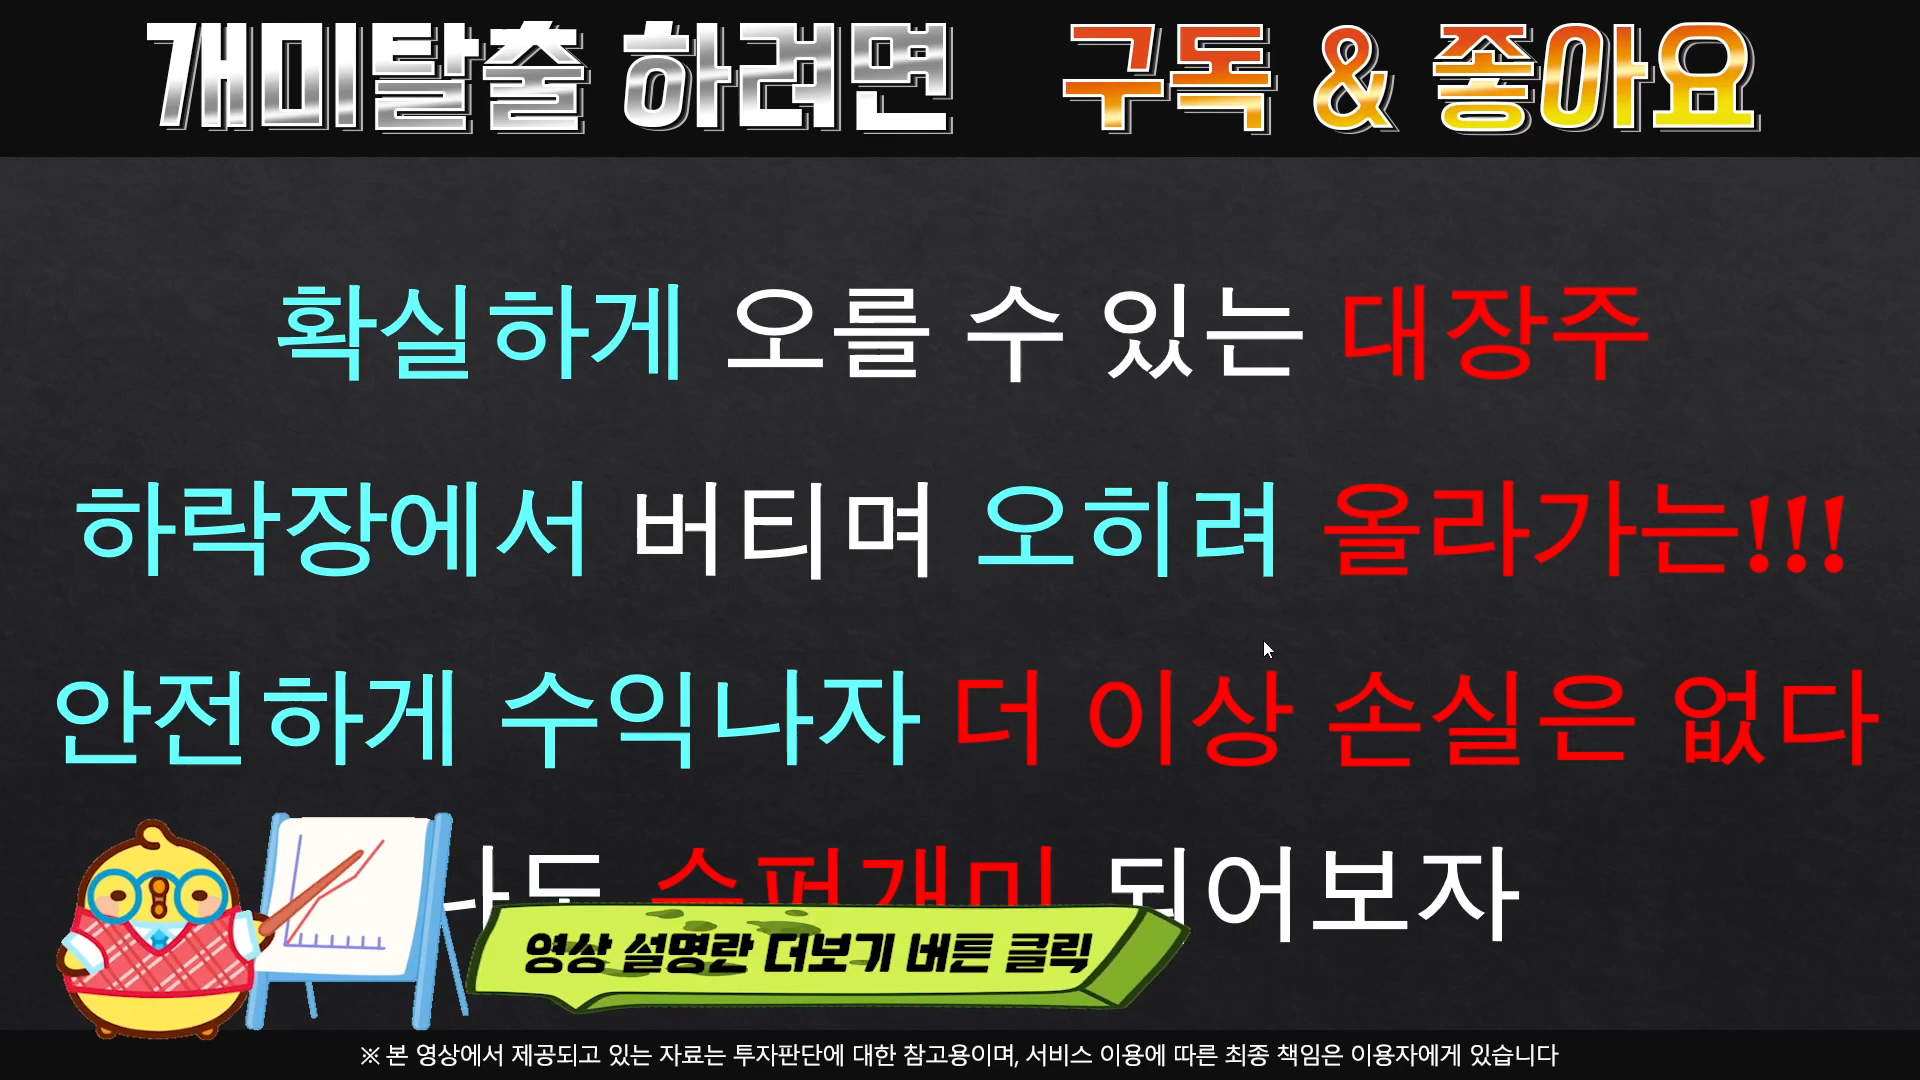 개미탈출 하려면 구독 & 좋아요
확실하게 오를 수 있는 대장주
하락장에서 버티며 오히려 올라가는!!!
안전하게 수익나자 더 이상 손실은 없다
나도 슈퍼개미 되어보자
영상 설명란 더보기 버튼 클릭
※ 본 영상에서 제공되고 있는 자료는 투자판단에 대한 참고용이며, 서비스 이용에 따른 최종 책임은 이용자에게 있습니다